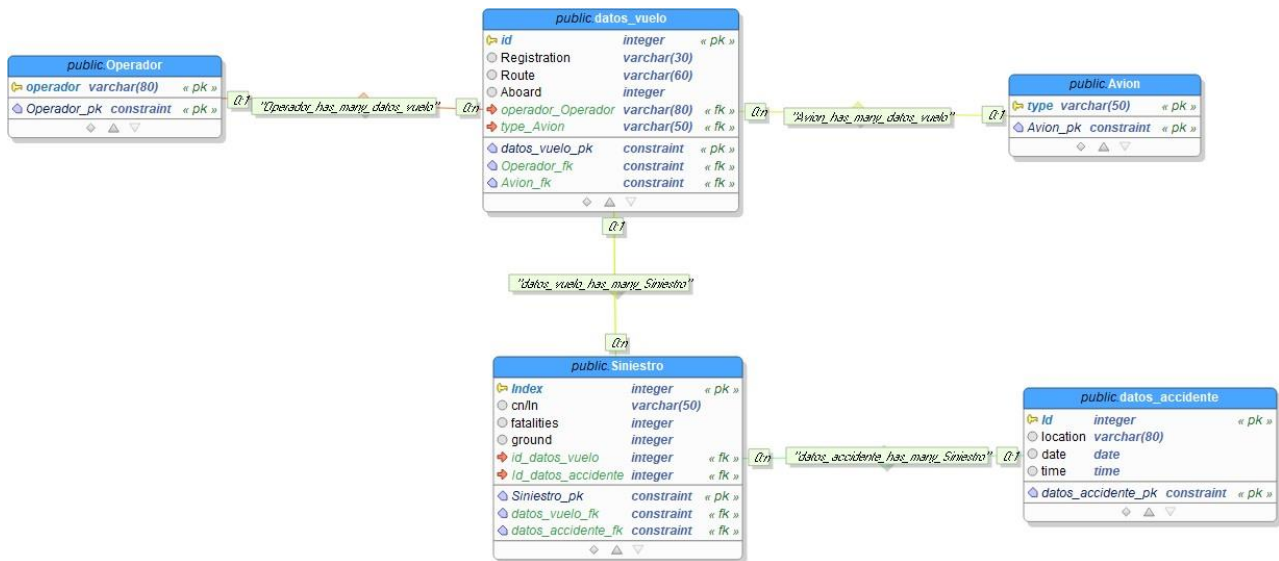 public.Operador
operador varchar(80) « pk »
Operador_pk constraint « pk »
0:1
"Operador_has_many_datos_vuelo"
0:n
public.datos_vuelo
id integer « pk »
Registration varchar(30)
Route varchar(60)
Aboard integer
operador_Operador varchar(80) « fk »
type_Avion varchar(50) « fk »
datos_vuelo_pk constraint « pk »
Operador_fk constraint « fk »
Avion_fk constraint « fk »
0:n
"Avion_has_many_datos_vuelo"
0:1
public.Avion
type varchar(50) « pk »
Avion_pk constraint « pk »
0:1
"datos_vuelo_has_many_Siniestro"
0:n
public.Siniestro
Index integer « pk »
cn/ln varchar(50)
fatalities integer
ground integer
id_datos_vuelo integer « fk »
Id_datos_accidente integer « fk »
Siniestro_pk constraint « pk »
datos_vuelo_fk constraint « fk »
datos_accidente_fk constraint « fk »
0:n
"datos_accidente_has_many_Siniestro"
0:1
public.datos_accidente
Id integer « pk »
location varchar(80)
date date
time time
datos_accidente_pk constraint « pk »